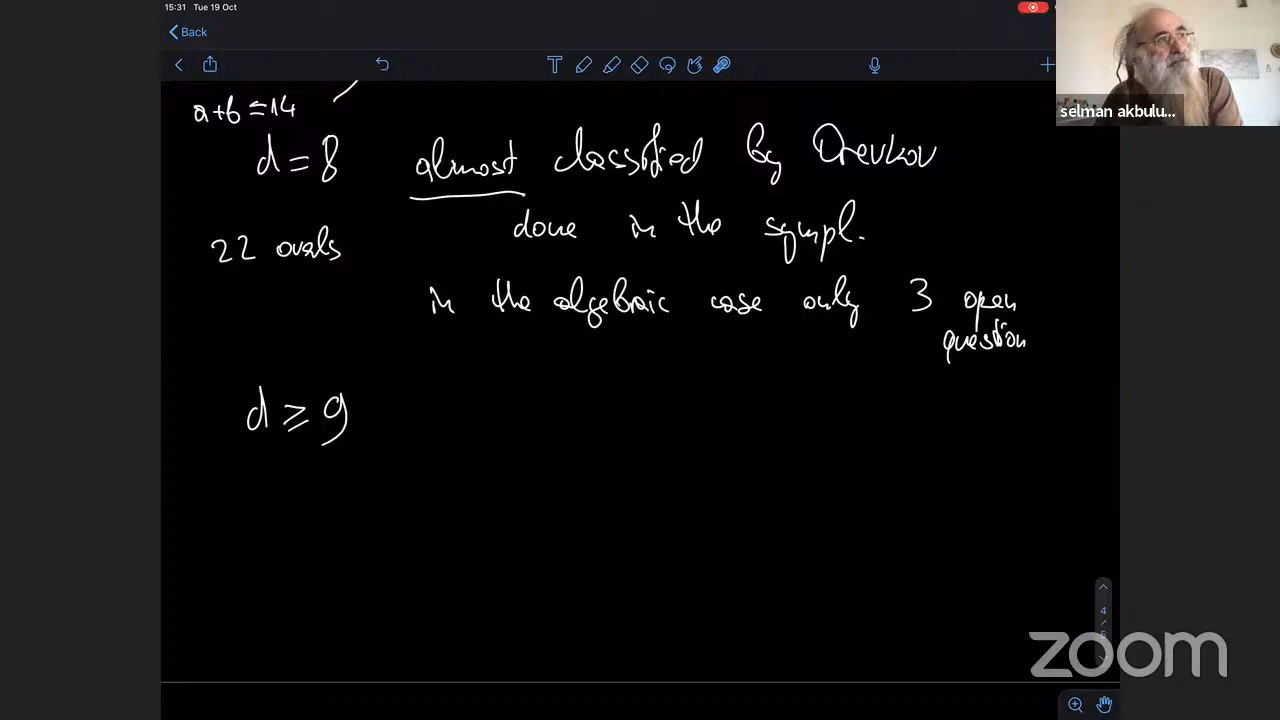 15:31 Tue 19 Oct
Back
selman akbulu...
a+b=14
d=8 almost classified by Orevkov
22 ovals done in the sympl.
in the algebraic case only 3 open
question
d ≥ 9
4
zoom